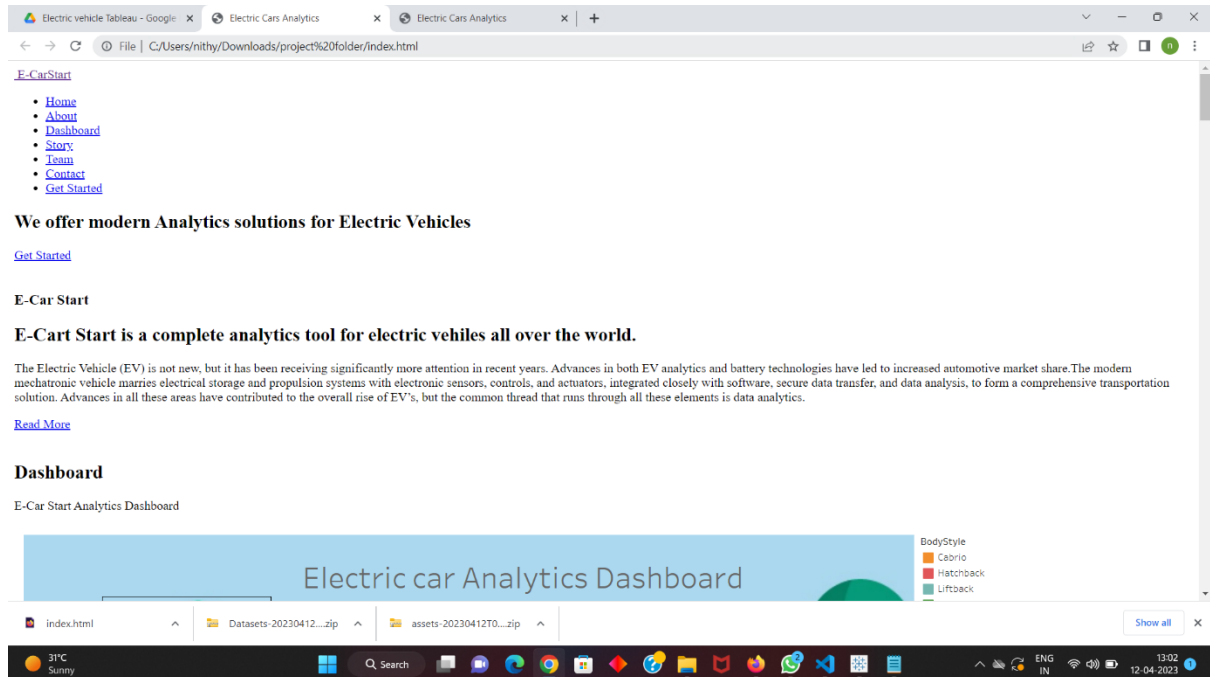 Electric vehicle Tableau - Google
Electric Cars Analytics
Electric Cars Analytics
File | C:/Users/nithy/Downloads/project%20folder/index.html
n
E-CarStart
Home
About
Dashboard
Story
Team
Contact
Get Started
We offer modern Analytics solutions for Electric Vehicles
Get Started
E-Car Start
E-Cart Start is a complete analytics tool for electric vehiles all over the world.
The Electric Vehicle (EV) is not new, but it has been receiving significantly more attention in recent years. Advances in both EV analytics and battery technologies have led to increased automotive market share.The modern
mechatronic vehicle marries electrical storage and propulsion systems with electronic sensors, controls, and actuators, integrated closely with software, secure data transfer, and data analysis, to form a comprehensive transportation
solution. Advances in all these areas have contributed to the overall rise of EV’s, but the common thread that runs through all these elements is data analytics.
Read More
Dashboard
E-Car Start Analytics Dashboard
Electric car Analytics Dashboard
BodyStyle
Cabrio
Hatchback
Liftback
index.html
Datasets-20230412....zip
assets-20230412T0....zip
Show all
31°C
Sunny
Search
ENG
IN
13:02
12-04-2023
1